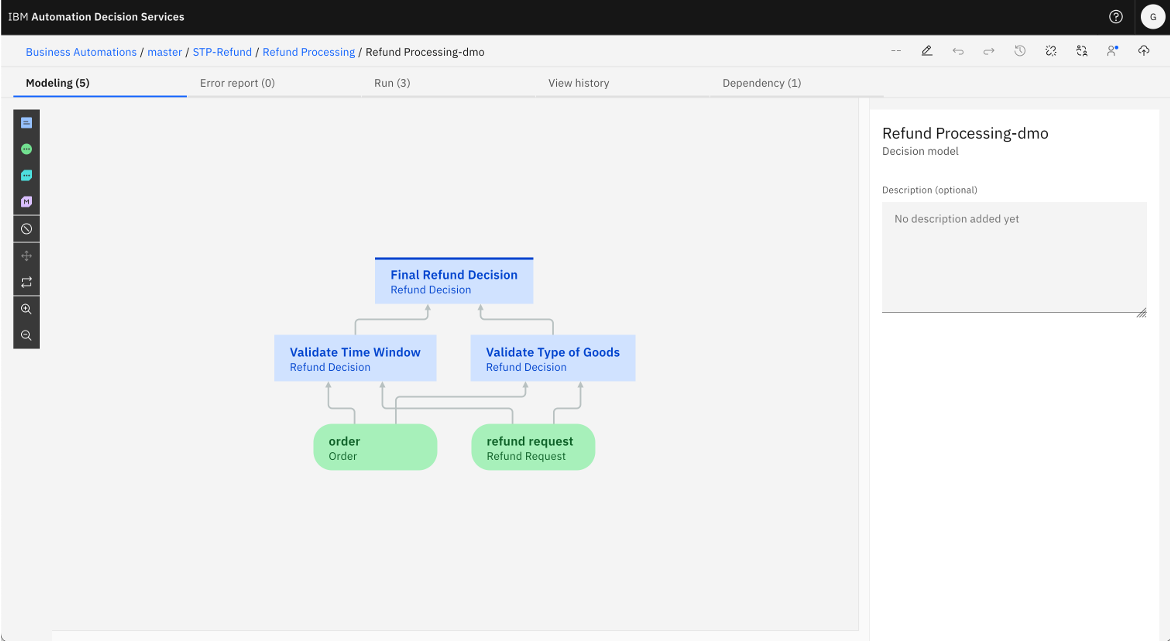 IBM Automation Decision Services
G
Business Automations / master / STP-Refund / Refund Processing / Refund Processing-dmo
--
Modeling (5)
Error report (0)
Run (3)
View history
Dependency (1)
M
Refund Processing-dmo
Decision model
Description (optional)
No description added yet
Final Refund Decision
Refund Decision
Validate Time Window
Refund Decision
Validate Type of Goods
Refund Decision
order
Order
refund request
Refund Request